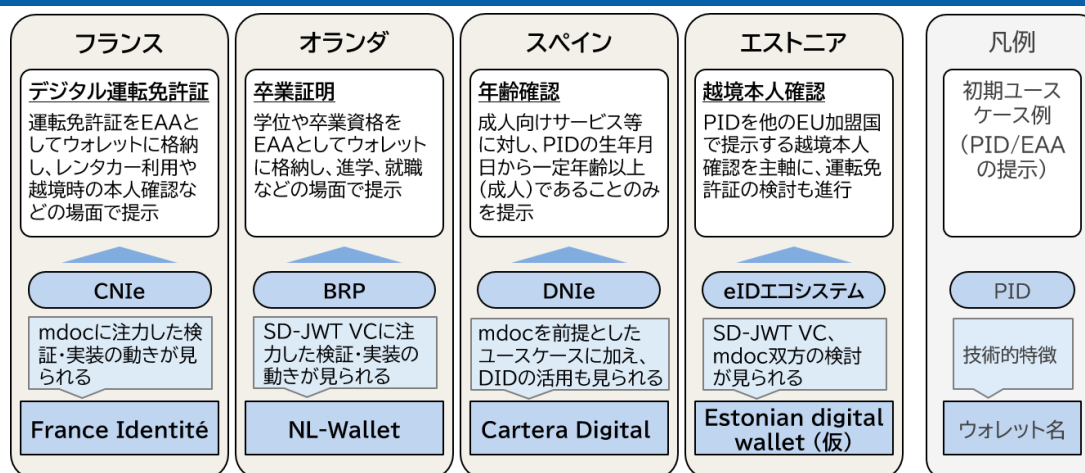 フランス
デジタル運転免許証
運転免許証をEAAと
してウォレットに格納
し、レンタカー利用や
越境時の本人確認な
どの場面で提示
CNIe
mdocに注力した検
証・実装の動きが見
られる
France Identité
オランダ
卒業証明
学位や卒業資格を
EAAとしてウォレット
に格納し、進学、就職
などの場面で提示
BRP
SD-JWT VCに注
力した検証・実装の
動きが見られる
NL-Wallet
スペイン
年齢確認
成人向けサービス等
に対し、PIDの生年月
日から一定年齢以上
(成人)であることのみ
を提示
DNIe
mdocを前提とした
ユースケースに加え、
DIDの活用も見られる
Cartera Digital
エストニア
越境本人確認
PIDを他のEU加盟国
で提示する越境本人
確認を主軸に、運転免
許証の検討も進行
eIDエコシステム
SD-JWT VC、
mdoc双方の検討
が見られる
Estonian digital
wallet (仮)
凡例
初期ユース
ケース例
(PID/EAA
の提示)
PID
技術的特徴
ウォレット名